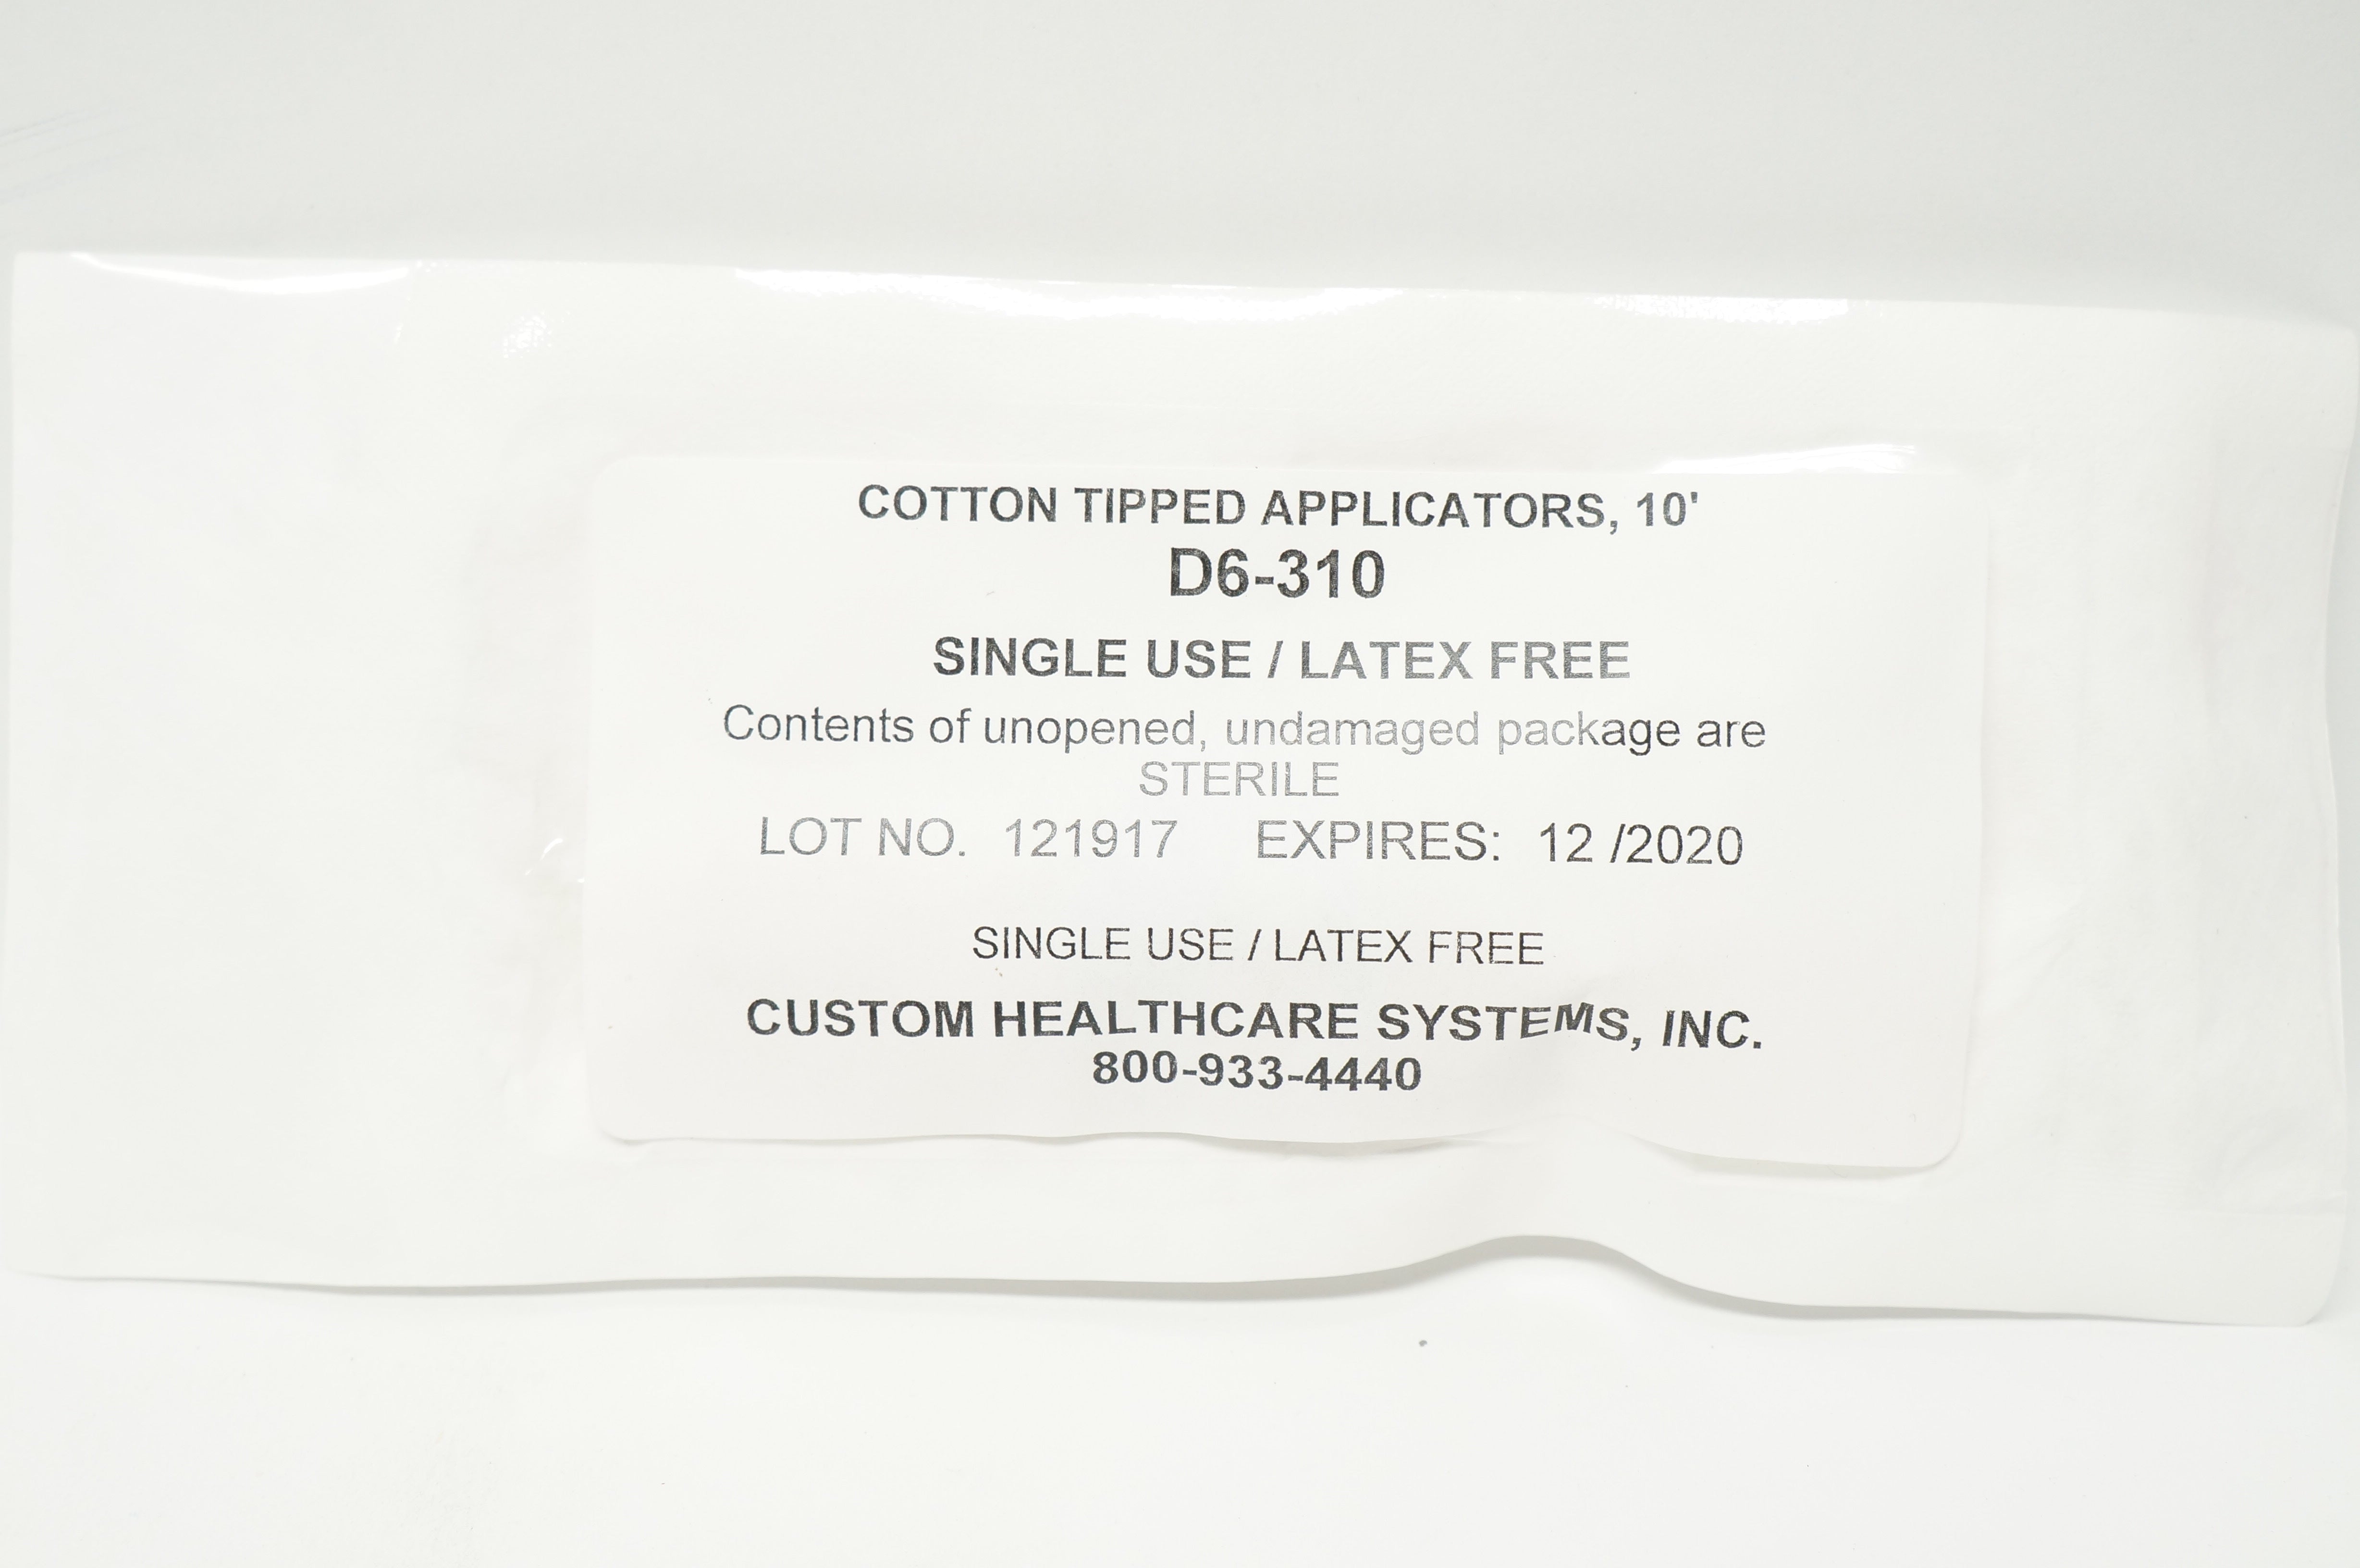 COTTON TIPPED APPLICATORS, 10'
D6-310
SINGLE USE / LATEX FREE
Contents of unopened, undamaged package are
STERILE
LOT NO. 121917 EXPIRES: 12 /2020
SINGLE USE / LATEX FREE
CUSTOM HEALTHCARE SYSTEMS, INC.
800-933-4440